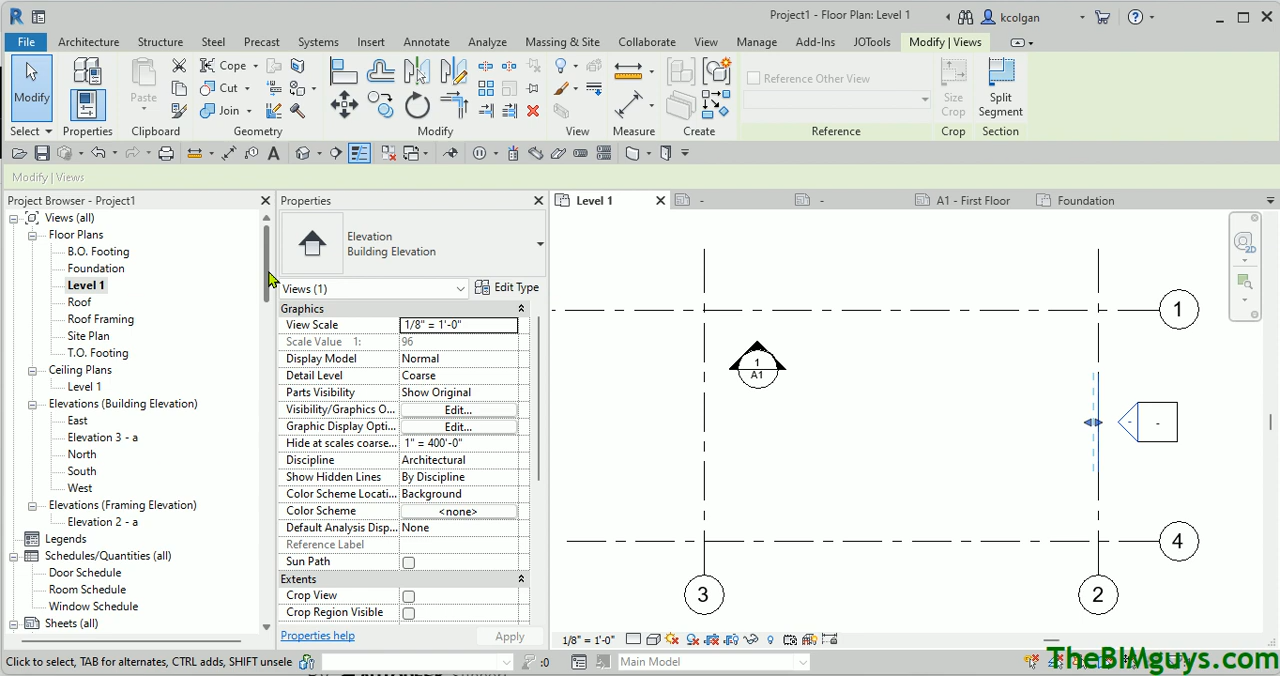 Project1 - Floor Plan: Level 1
kcolgan
File Architecture Structure Steel Precast Systems Insert Annotate Analyze Massing & Site Collaborate View Manage Add-Ins JOTools Modify | Views
Modify
Paste
Cope
Cut
Join
Reference Other View
Size
Crop
Split
Segment
Select Properties Clipboard Geometry Modify View Measure Create Reference Crop Section
Modify | Views
Project Browser - Project1
Views (all)
Floor Plans
B.O. Footing
Foundation
Level 1
Roof
Roof Framing
Site Plan
T.O. Footing
Ceiling Plans
Level 1
Elevations (Building Elevation)
East
Elevation 3 - a
North
South
West
Elevations (Framing Elevation)
Elevation 2 - a
Legends
Schedules/Quantities (all)
Door Schedule
Room Schedule
Window Schedule
Sheets (all)
Properties
Elevation
Building Elevation
Views (1)
Edit Type
Graphics
View Scale 1/8" = 1'-0"
Scale Value 1: 96
Display Model Normal
Detail Level Coarse
Parts Visibility Show Original
Visibility/Graphics O... Edit...
Graphic Display Opti... Edit...
Hide at scales coarse... 1" = 400'-0"
Discipline Architectural
Show Hidden Lines By Discipline
Color Scheme Locati... Background
Color Scheme <none>
Default Analysis Disp... None
Reference Label
Sun Path
Extents
Crop View
Crop Region Visible
Properties help
Apply
Level 1 - - A1 - First Floor Foundation
1
1
A1
-
-
4
3
2
1/8" = 1'-0"
Click to select, TAB for alternates, CTRL adds, SHIFT unsele
:0
Main Model
TheBIMguys.com